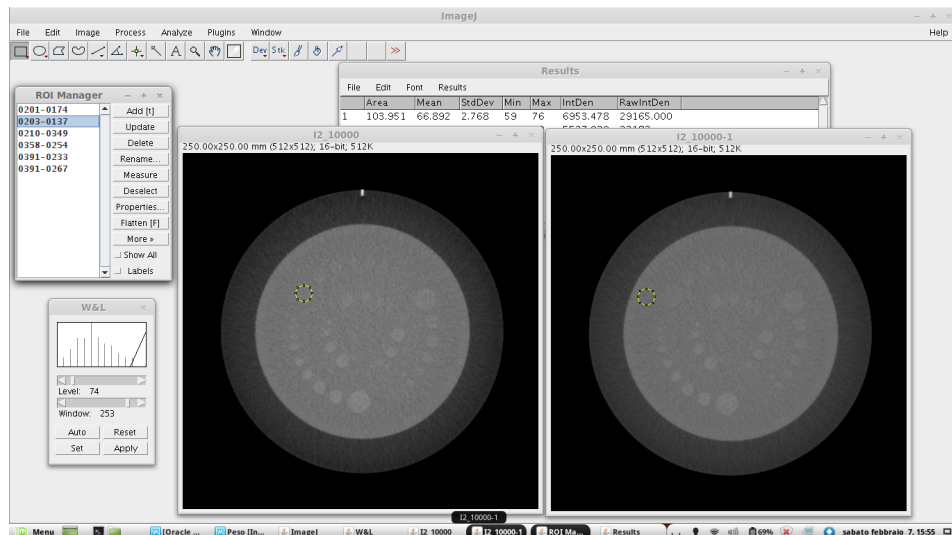 ImageJ
File Edit Image Process Analyze Plugins Window Help
Dev Stk >>
Results
File Edit Font Results
Area Mean StdDev Min Max IntDen RawIntDen
1 103.951 66.892 2.768 59 76 6953.478 29165.000
ROI Manager
0201-0174
0203-0137
0210-0349
0358-0254
0391-0233
0391-0267
Add [t]
Update
Delete
Rename...
Measure
Deselect
Properties...
Flatten [F]
More »
Show All
Labels
I2_10000
250.00x250.00 mm (512x512); 16-bit; 512K
I2_10000-1
250.00x250.00 mm (512x512); 16-bit; 512K
W&L
Level: 74
Window: 253
Auto Reset
Set Apply
I2_10000-1
Menu [Oracle ... Peso [In... ImageJ W&L I2_10000 I2_10000-1 ROI Ma... Results 69% sabato febbraio 7, 15:55